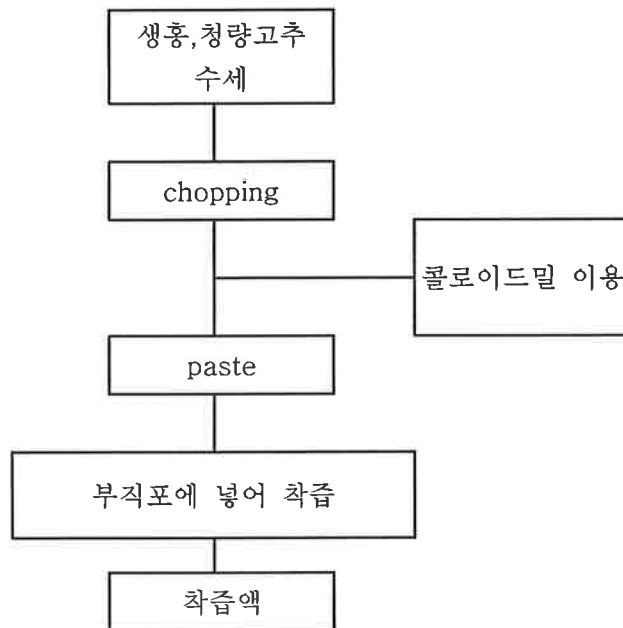 생홍,청량고추
수세
chopping
콜로이드밀 이용
paste
부직포에 넣어 착즙
착즙액